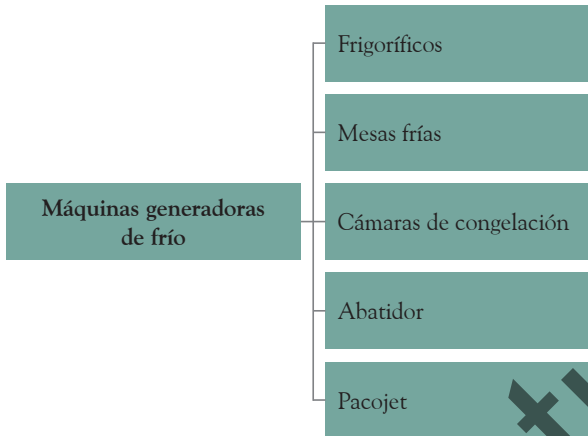 Frigoríficos
Mesas frías
Máquinas generadoras
de frío
Cámaras de congelación
Abatidor
Pacojet